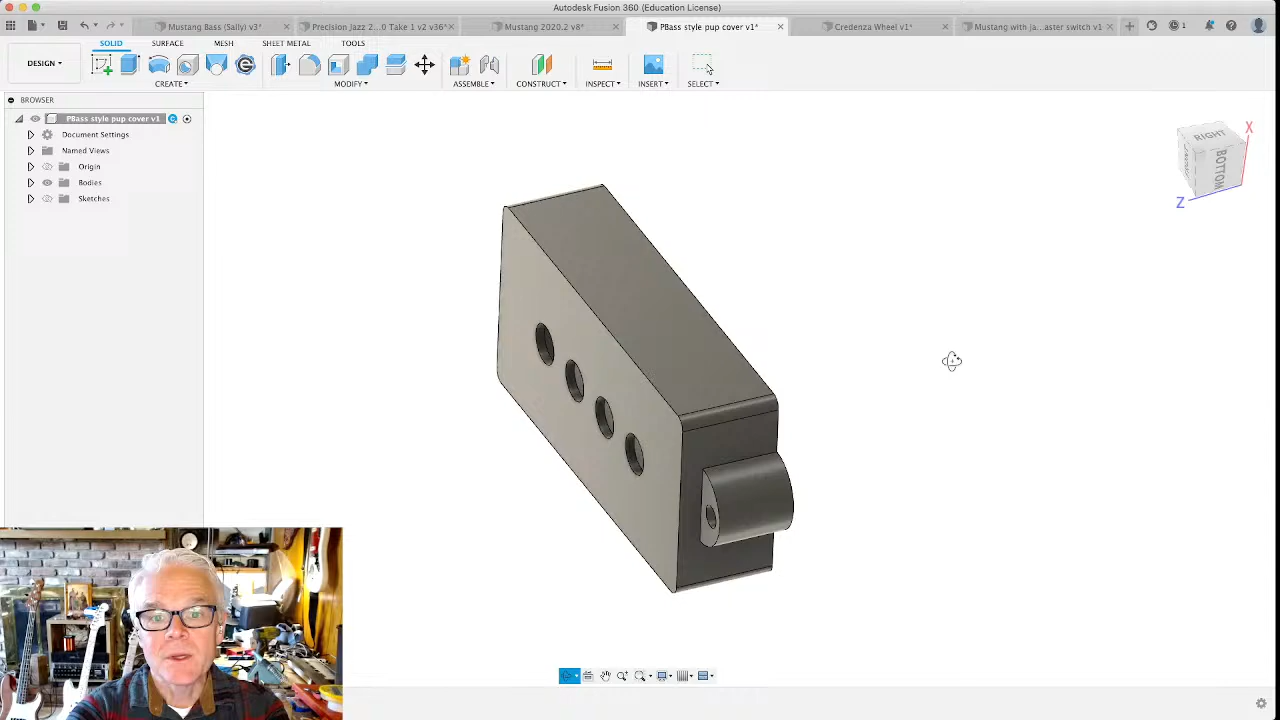 Autodesk Fusion 360 (Education License)
Mustang Bass (Sally) v3*
Precision Jazz 2...0 Take 1 v2 v36*
Mustang 2020.2 v8*
PBass style pup cover v1*
Credenza Wheel v1*
Mustang with ja...aster switch v1
1
SOLID SURFACE MESH SHEET METAL TOOLS
DESIGN
CREATE MODIFY ASSEMBLE CONSTRUCT INSPECT INSERT SELECT
BROWSER
PBass style pup cover v1
Document Settings
Named Views
Origin
Bodies
Sketches
RIGHT
BOTTOM
X
Z